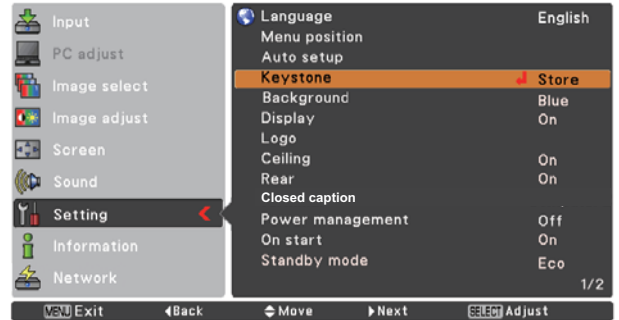 Input
PC adjust
Image select
Image adjust
Screen
Sound
Setting
Information
Network
Language English
Menu position
Auto setup
Keystone Store
Background Blue
Display On
Logo
Ceiling On
Rear On
Closed caption
Power management Off
On start On
Standby mode Eco
1/2
MENU Exit Back Move Next SELECT Adjust